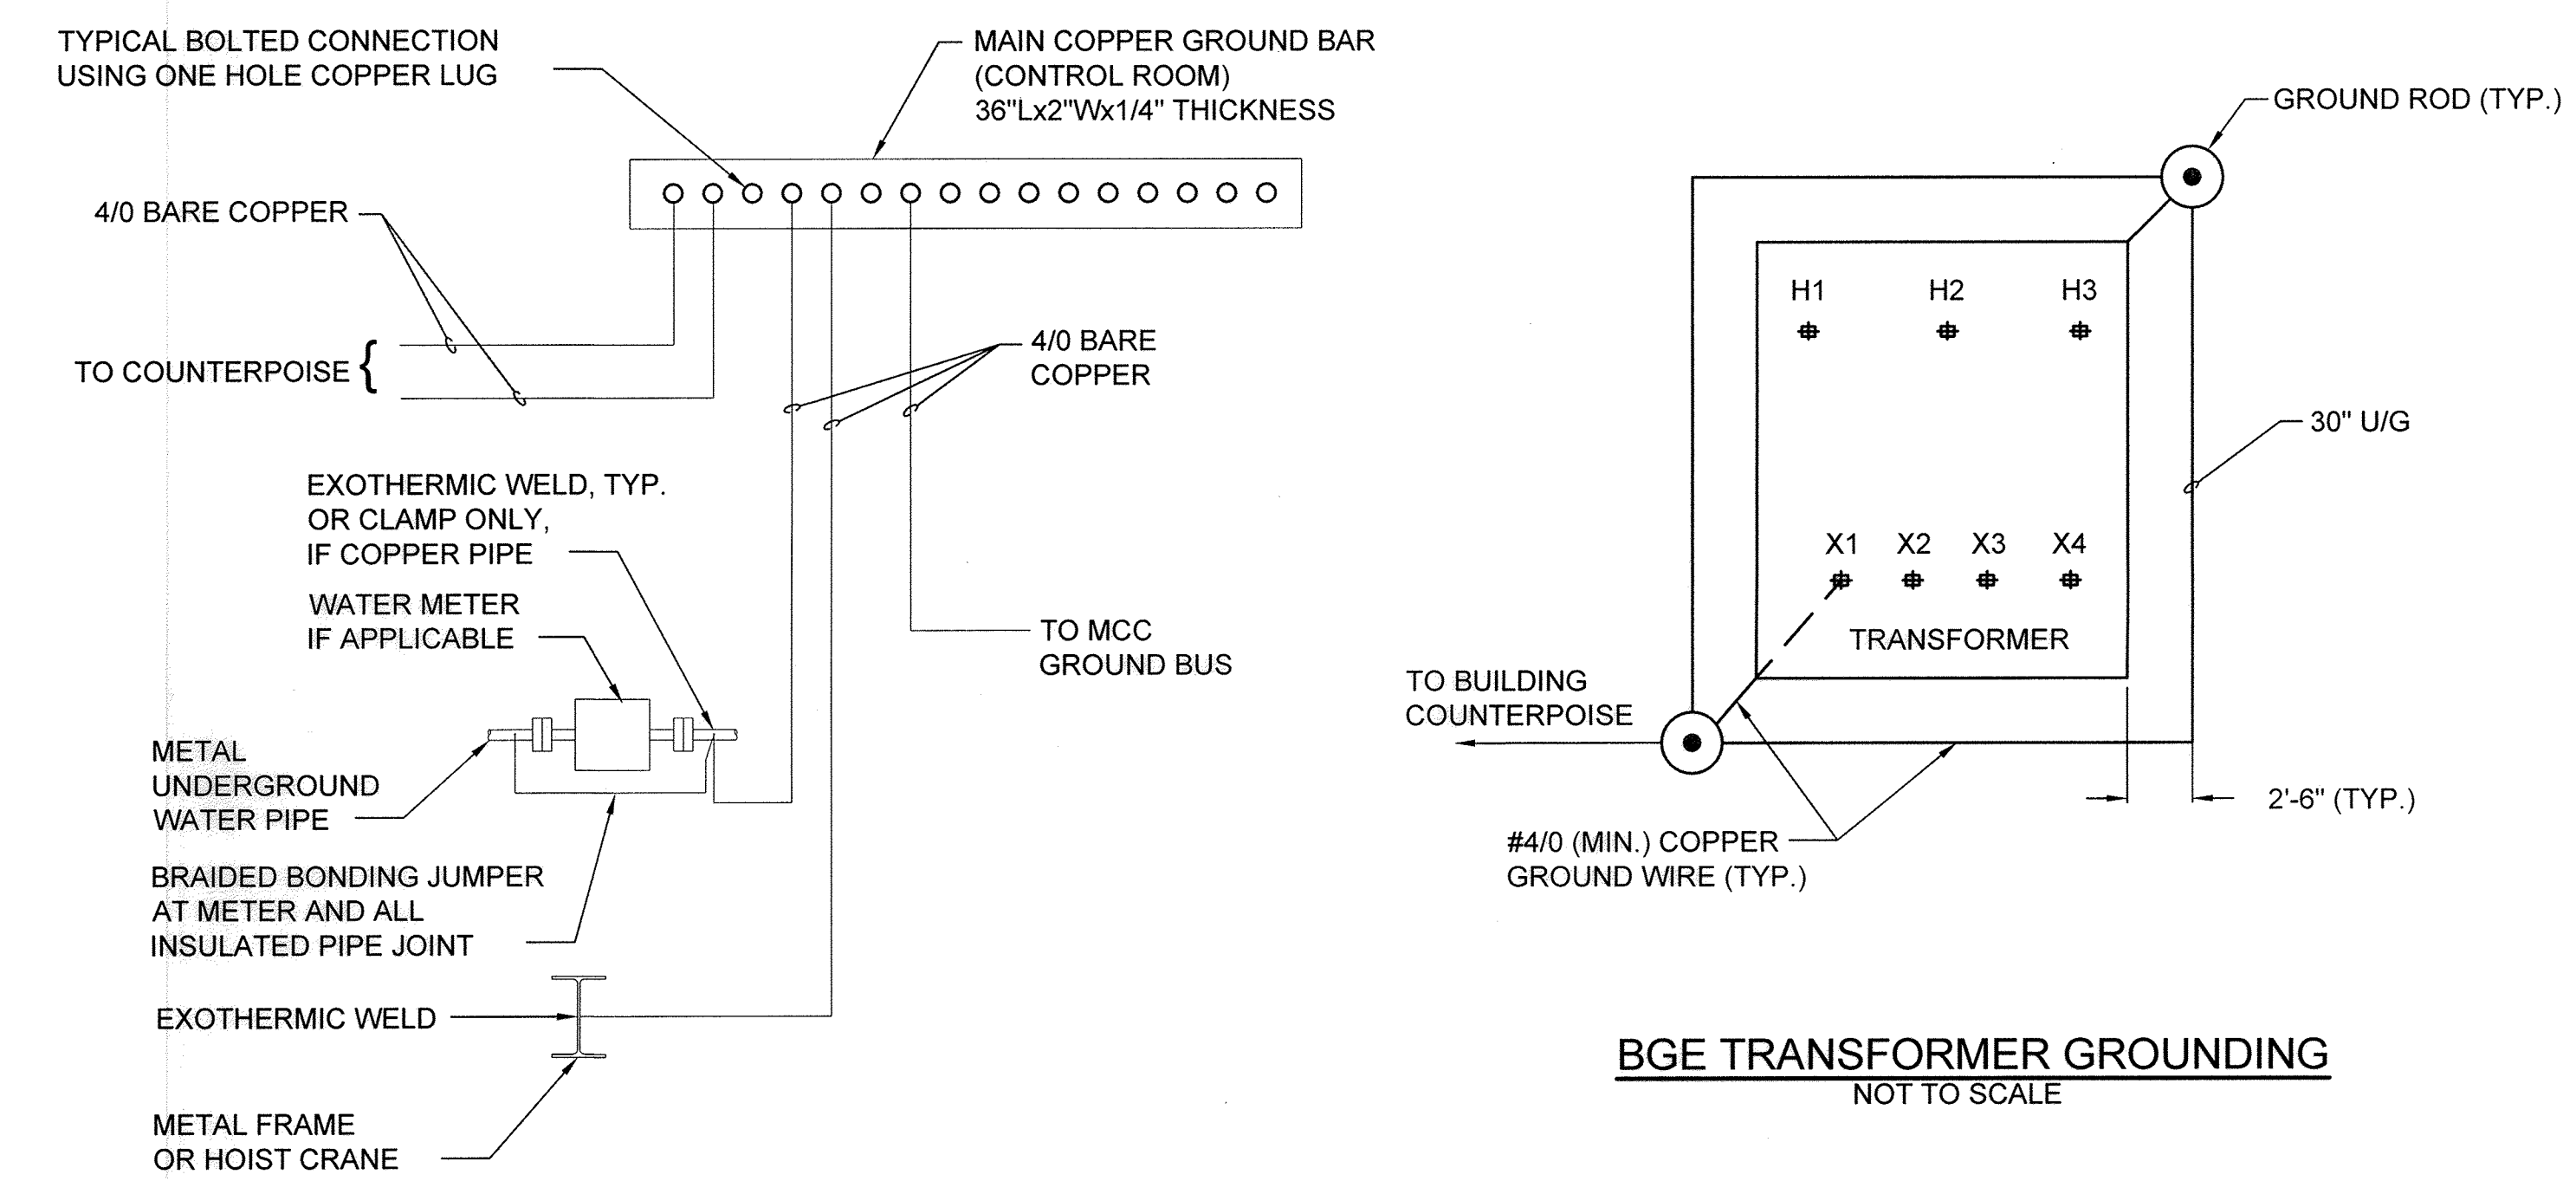 TYPICAL BOLTED CONNECTION
USING ONE HOLE COPPER LUG
MAIN COPPER GROUND BAR
(CONTROL ROOM)
36"Lx2"Wx1/4" THICKNESS
4/0 BARE COPPER
TO COUNTERPOISE {
4/0 BARE
COPPER
EXOTHERMIC WELD, TYP.
OR CLAMP ONLY,
IF COPPER PIPE
WATER METER
IF APPLICABLE
TO MCC
GROUND BUS
METAL
UNDERGROUND
WATER PIPE
BRAIDED BONDING JUMPER
AT METER AND ALL
INSULATED PIPE JOINT
EXOTHERMIC WELD
METAL FRAME
OR HOIST CRANE
GROUND ROD (TYP.)
H1 H2 H3
30" U/G
X1 X2 X3 X4
TRANSFORMER
TO BUILDING
COUNTERPOISE
2'-6" (TYP.)
#4/0 (MIN.) COPPER
GROUND WIRE (TYP.)
BGE TRANSFORMER GROUNDING
NOT TO SCALE